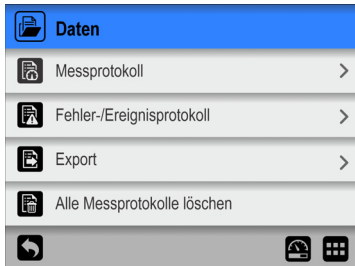 Daten
Messprotokoll
Fehler-/Ereignisprotokoll
Export
Alle Messprotokolle löschen